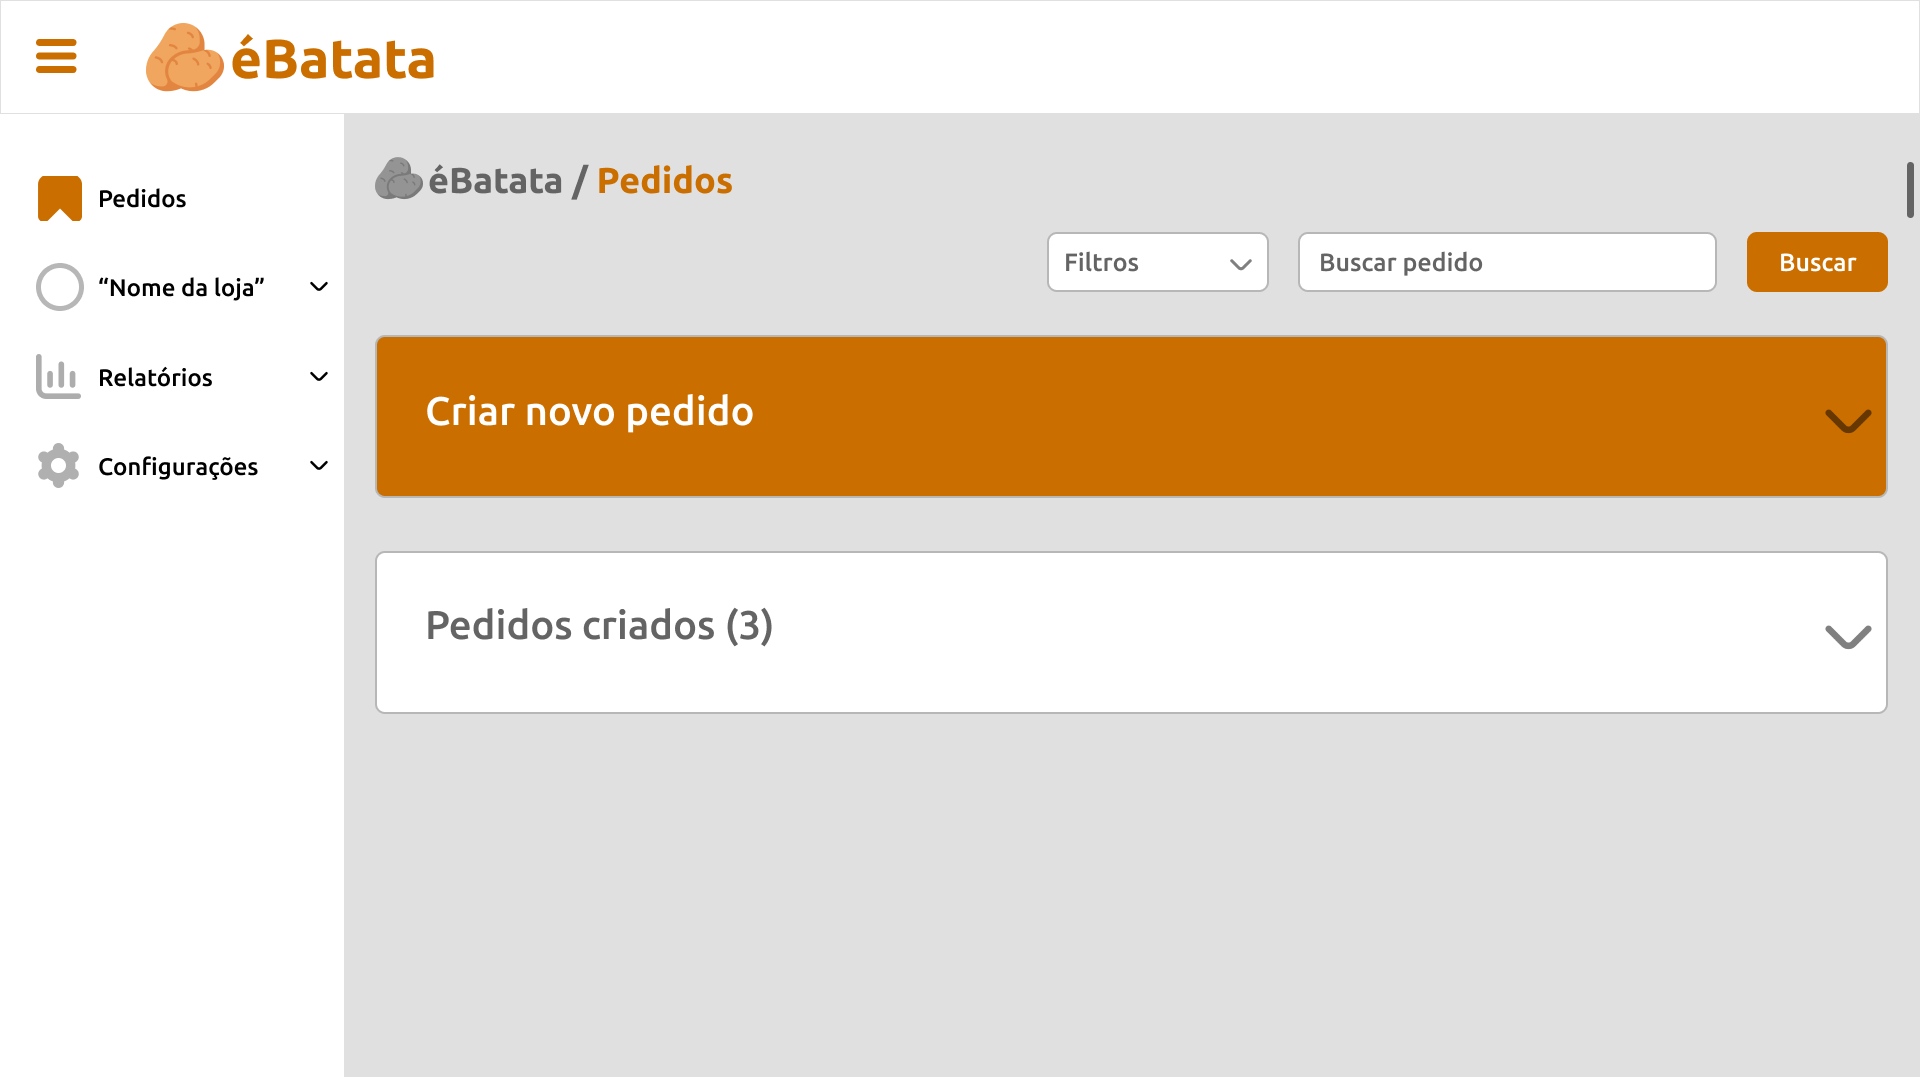 éBatata
Pedidos
“Nome da loja”
Relatórios
Configurações
éBatata / Pedidos
Filtros
Buscar pedido
Buscar
Criar novo pedido
Pedidos criados (3)